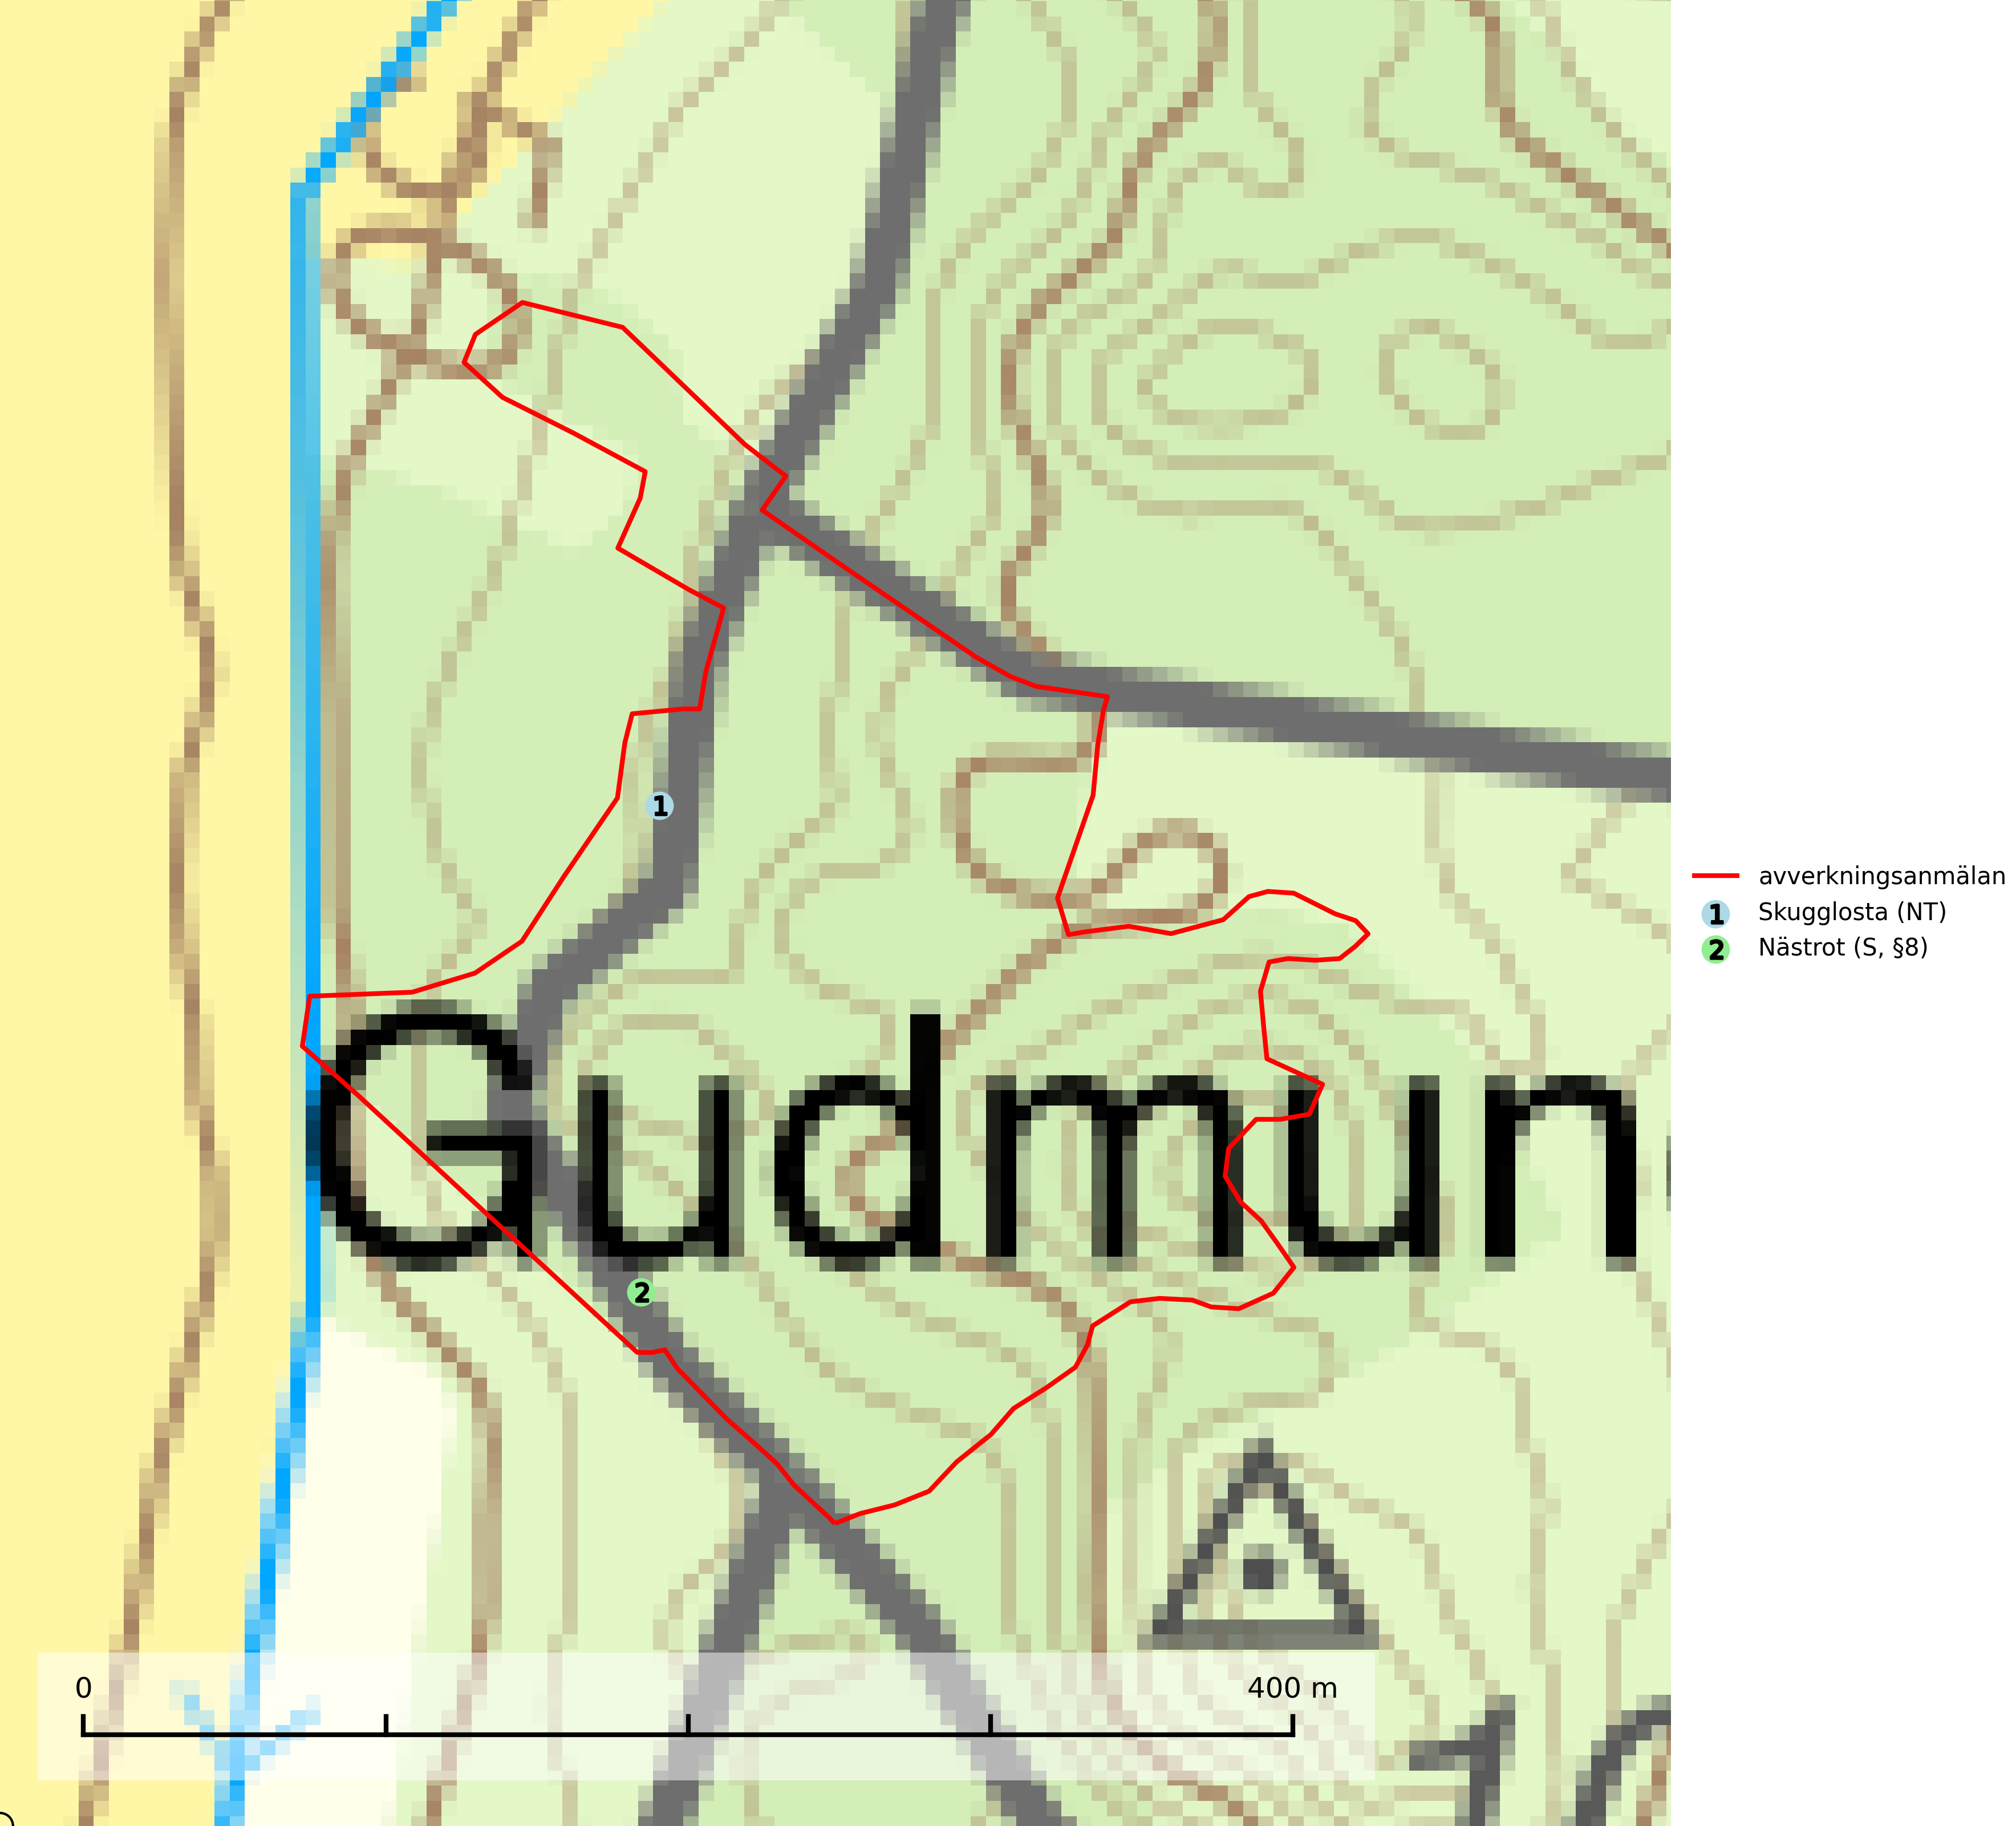 1
Gudmun
2
0 400 m
avverkningsanmälan
1 Skugglosta (NT)
2 Nästrot (S, §8)